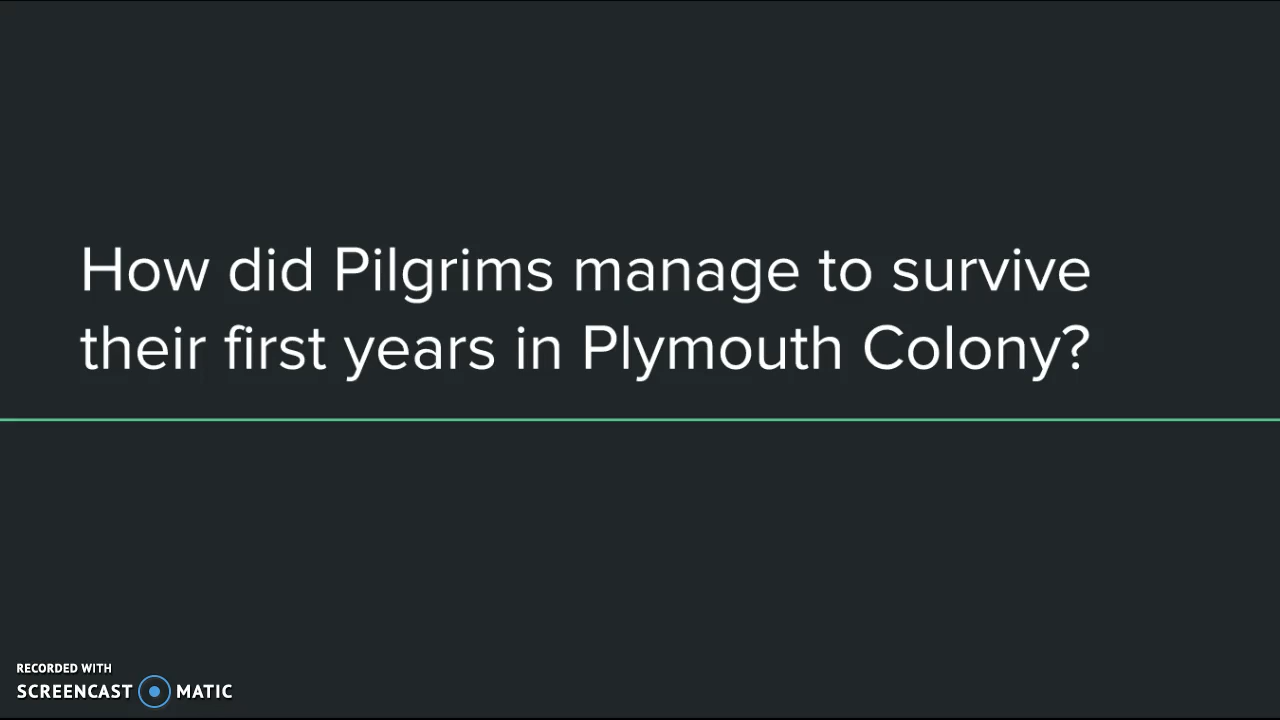 How did Pilgrims manage to survive
their first years in Plymouth Colony?
RECORDED WITH
SCREENCAST MATIC